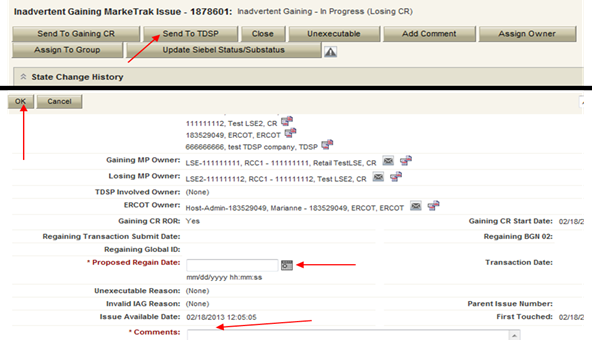 Inadvertent Gaining MarkeTrak Issue - 1878601: Inadvertent Gaining - In Progress (Losing CR)
Send To Gaining CR Send To TDSP Close Unexecutable Add Comment Assign Owner
Assign To Group Update Siebel Status/Substatus
State Change History
OK Cancel
111111112, Test LSE2, CR
183529049, ERCOT, ERCOT
666666666, test TDSP company, TDSP
Gaining MP Owner: LSE-111111111, RCC1 - 111111111, Retail TestLSE, CR
Losing MP Owner: LSE2-111111112, RCC1 - 111111112, Test LSE2, CR
TDSP Involved Owner: (None)
ERCOT Owner: Host-Admin-183529049, Marianne - 183529049, ERCOT, ERCOT
Gaining CR ROR: Yes Gaining CR Start Date: 02/18/2
Regaining Transaction Submit Date: Regaining BGN 02:
Regaining Global ID:
* Proposed Regain Date: Transaction Date:
mm/dd/yyyy hh:mm:ss
Unexecutable Reason: (None)
Invalid IAG Reason: (None) Parent Issue Number:
Issue Available Date: 02/18/2013 12:05:05 First Touched: 02/18/2
* Comments: